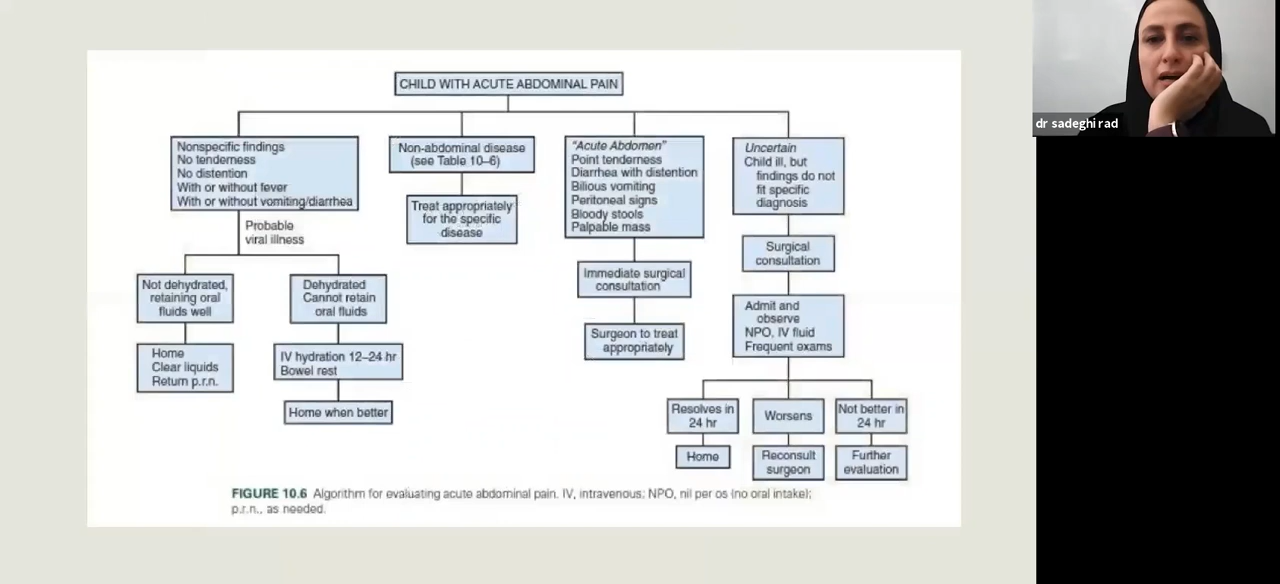 CHILD WITH ACUTE ABDOMINAL PAIN
Nonspecific findings
No tenderness
No distention
With or without fever
With or without vomiting/diarrhea
Probable
viral illness
Not dehydrated,
retaining oral
fluids well
Home
Clear liquids
Return p.r.n.
Dehydrated
Cannot retain
oral fluids
IV hydration 12–24 hr
Bowel rest
Home when better
Non-abdominal disease
(see Table 10–6)
Treat appropriately
for the specific
disease
"Acute Abdomen"
Point tenderness
Diarrhea with distention
Bilious vomiting
Peritoneal signs
Bloody stools
Palpable mass
Immediate surgical
consultation
Surgeon to treat
appropriately
Uncertain
Child ill, but
findings do not
fit specific
diagnosis
Surgical
consultation
Admit and
observe
NPO, IV fluid
Frequent exams
Resolves in
24 hr
Home
Worsens
Reconsult
surgeon
Not better in
24 hr
Further
evaluation
FIGURE 10.6 Algorithm for evaluating acute abdominal pain. IV, intravenous; NPO, nil per os (no oral intake);
p.r.n., as needed.
dr sadeghi rad